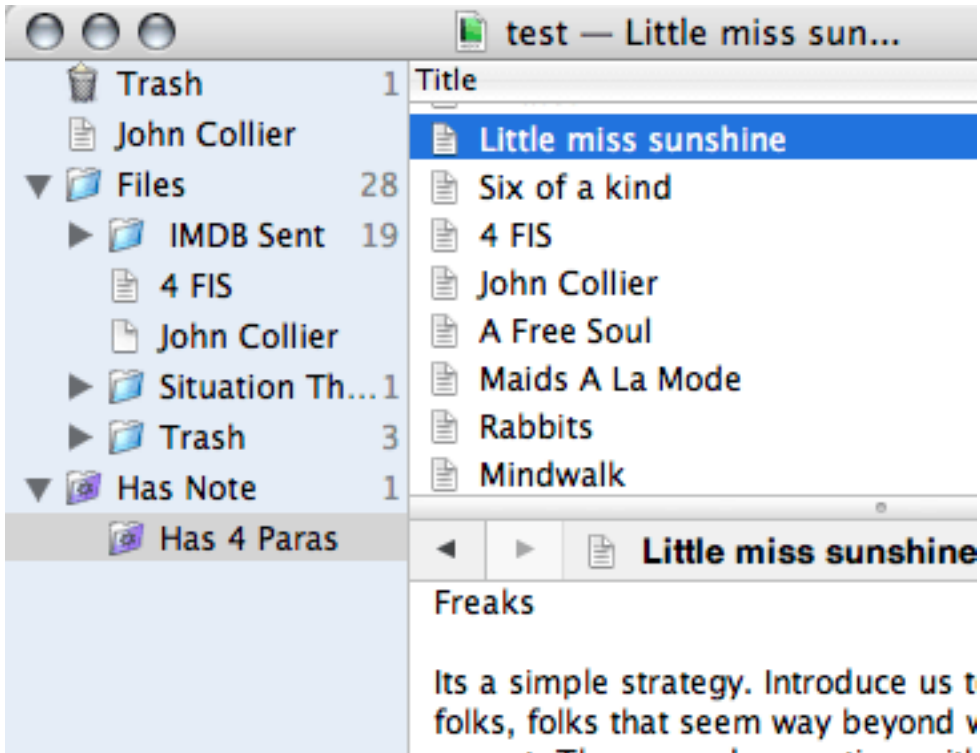 test — Little miss sun...
Trash 1
John Collier
Files 28
IMDB Sent 19
4 FIS
John Collier
Situation Th...1
Trash 3
Has Note 1
Has 4 Paras
Title
Little miss sunshine
Six of a kind
4 FIS
John Collier
A Free Soul
Maids A La Mode
Rabbits
Mindwalk
Little miss sunshine
Freaks
Its a simple strategy. Introduce us
folks, folks that seem way beyond